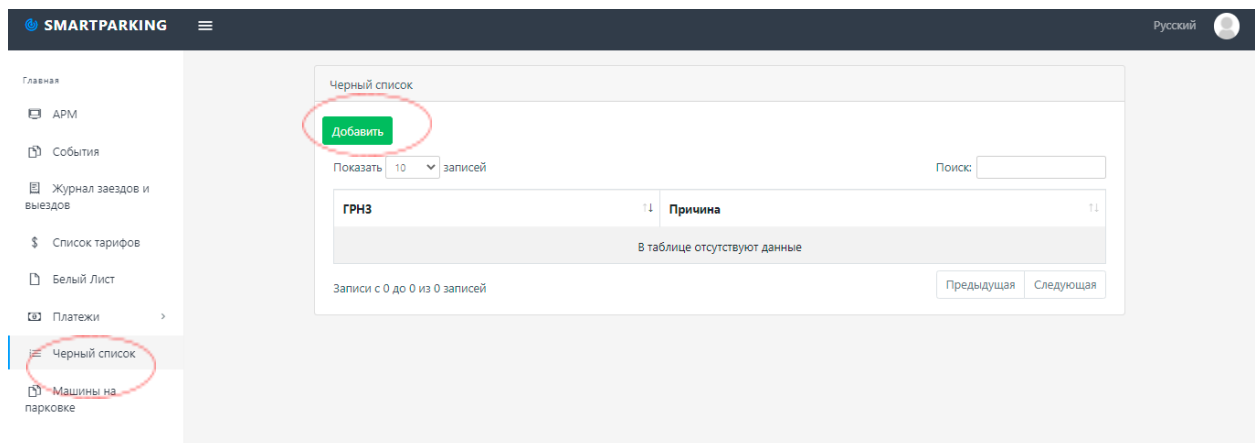 SMARTPARKING
Русский
Главная
АРМ
События
Журнал заездов и
выездов
Список тарифов
Белый Лист
Платежи
Черный список
Машины на
парковке
Черный список
Добавить
Показать 10 записей
Поиск:
ГРНЗ
Причина
В таблице отсутствуют данные
Записи с 0 до 0 из 0 записей
Предыдущая
Следующая